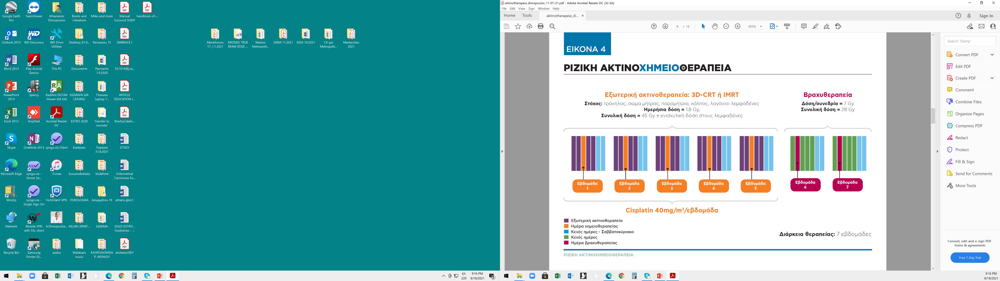 Google Earth Pro
TeamViewer
Athanasios Dimopoulos
Books and Literature
Miles and more
Manual Suround SONY
handbook-of-...
Outlook 2013
WD Discovery
WD Drive Utilities
Desktop_01.0...
Parnassou 15
EMBRACE I
Marathonos 17_1.1.2021
EIKONES TRUE BEAM EDGE ...
Mastos Metropolit...
EXEM 11.2021
EEEA 10.2021
CV gia Metropolit...
Masterclass 2021
Word 2013
Play Animal Genius
This PC
Documents
Payments 1.9.2020
10.1016@j.ra...
PowerPoint 2013
Speccy
RadiAnt DICOM Viewer (64-bit)
EGGRAFA GIA LEASING
Thanasis Laptop 1...
ARTICLE EDUCATION I...
Excel 2013
AnyDesk
Acrobat Reader DC
ESTRO 2020
Transfer to monster
BrachyCatalo...
Skype
OneNote 2013
syngo.via Client
Exetaseis
Trapezes 31.8.2021
ΣΤΙΧΟΙ
Microsoft Edge
syngo.via - Server Se...
iTunes
Exousiodotiseis
Vodafone
Endometrial Carcinoma Su...
WinZip
syngo.via - Single Sign On
FortiClient VPN
FOROLOGIKA
Ασυρμάτου 19
athens gbm1
Network
Mobile VPN with SSL client
A.Dimopoulos...
KILLINI_SPART...
ΕΔΕΚΜΑ
ESGO-ESTRO... Guidelines - ...
Recycle Bin
Samsung Printer Di...
aodos
Malakasis music
ΚΛΗΡΟΝΟΜΙΚΑ Ρ. ΦΕΡΑΙΟΥ
andrews2001
ΕΛ
220
9:16 PM
9/19/2021
2
aktinotherapeia_dimopoulos_11-07-21.pdf - Adobe Acrobat Reader DC (32-bit)
File Edit View Sign Window Help
Home Tools aktinotherapeia_di... × Sign In
6 / 15 101%
ΕΙΚΟΝΑ 4
ΡΙΖΙΚΗ ΑΚΤΙΝΟΧΗΜΕΙΟΘΕΡΑΠΕΙΑ
Εξωτερική ακτινοθεραπεία: 3D-CRT ή IMRT
Στόχος: τράχηλος, σώμα μήτρας, παραμήτρια, κόλπος, λαγόνιοι λεμφαδένες
Ημερήσια δόση = 1.8 Gy,
Συνολική δόση = 45 Gy ± ενισχυτική δόση στους λεμφαδένες
Βραχυθεραπεία
Δόση/συνεδρία = 7 Gy
Συνολική δόση = 28 Gy
Εβδομάδα 1
Εβδομάδα 2
Εβδομάδα 3
Εβδομάδα 4
Εβδομάδα 5
Εβδομάδα 6
Εβδομάδα 7
Cisplatin 40mg/m²/εβδομάδα
Εξωτερική ακτινοθεραπεία
Ημέρα χημειοθεραπείας
Κενές ημέρες - Σαββατοκύριακο
Κενές ημέρες
Ημέρα βραχυθεραπείας
Διάρκεια θεραπείας: 7 εβδομάδες
ΡΙΖΙΚΗ ΑΚΤΙΝΟΧΗΜΕΙΟΘΕΡΑΠΕΙΑ
Search 'Stamp'
Convert PDF
Edit PDF
Create PDF
Comment
Combine Files
Organize Pages
Compress PDF
Redact
Protect
Fill & Sign
Send for Comments
More Tools
Convert, edit and e-sign PDF
forms & agreements
Free 7-Day Trial
9:16 PM
9/19/2021